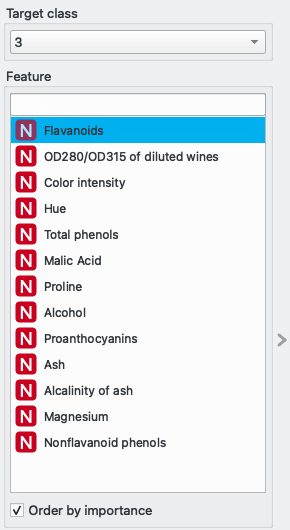 Target class
3
Feature
N Flavanoids
N OD280/OD315 of diluted wines
N Color intensity
N Hue
N Total phenols
N Malic Acid
N Proline
N Alcohol
N Proanthocyanins
N Ash
N Alcalinity of ash
N Magnesium
N Nonflavanoid phenols
Order by importance